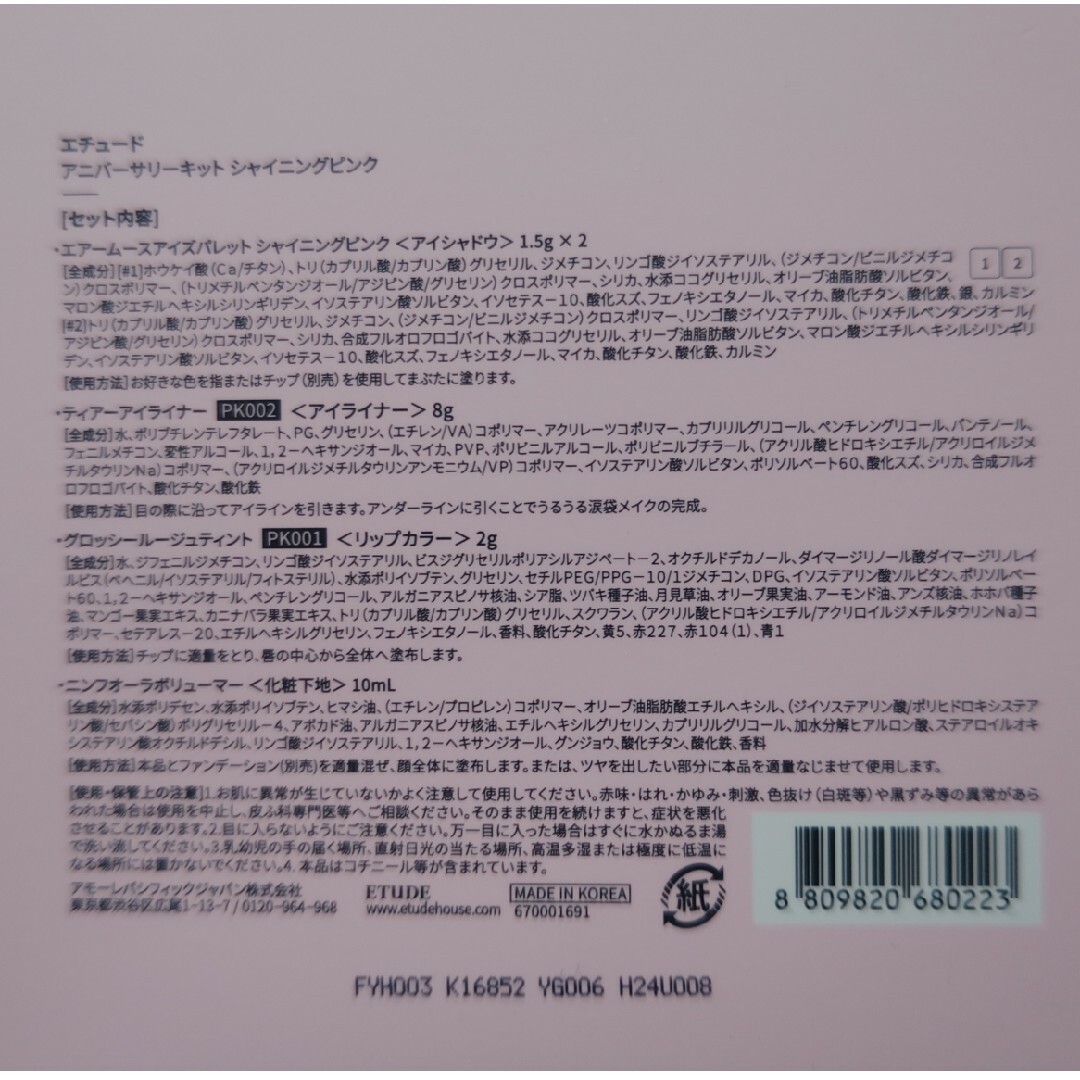 エチュード
アニバーサリーキット シャイニングピンク
[セット内容]
・エアームースアイズパレット シャイニングピンク <アイシャドウ> 1.5g × 2
[全成分][#1]ホウケイ酸(Ca/チタン)、トリ(カプリル酸/カプリン酸)グリセリル、ジメチコン、リンゴ酸ジイソステアリル、(ジメチコン/ビニルジメチコ
1 2
ン)クロスポリマー、(トリメチルペンタンジオール/アジピン酸/グリセリン)クロスポリマー、シリカ、水添ココグリセリル、オリーブ油脂肪酸ソルビタン、
マロン酸ジエチルヘキシルシリンギリデン、イソステアリン酸ソルビタン、イソセテス-10、酸化スズ、フェノキシエタノール、マイカ、酸化チタン、酸化鉄、銀、カルミン
[#2]トリ(カプリル酸/カプリン酸)グリセリル、ジメチコン、(ジメチコン/ビニルジメチコン)クロスポリマー、リンゴ酸ジイソステアリル、(トリメチルペンタンジオール/
アジピン酸/グリセリン)クロスポリマー、シリカ、合成フルオロフロゴパイト、水添ココグリセリル、オリーブ油脂肪酸ソルビタン、マロン酸ジエチルヘキシルシリンギリ
デン、イソステアリン酸ソルビタン、イソセテス-10、酸化スズ、フェノキシエタノール、マイカ、酸化チタン、酸化鉄、カルミン
[使用方法]お好きな色を指またはチップ(別売)を使用してまぶたに塗ります。
・ティアーアイライナー PK002 <アイライナー> 8g
[全成分]水、ポリブチレンテレフタレート、PG、グリセリン、(エチレン/VA)コポリマー、アクリレーツコポリマー、カプリリルグリコール、ペンチレングリコール、パンテノール、
フェニルメチコン、変性アルコール、1,2-ヘキサンジオール、マイカ、PVP、ポリビニルアルコール、ポリビニルブチラール、(アクリル酸ヒドロキシエチル/アクリロイルジメ
チルタウリンNa)コポリマー、(アクリロイルジメチルタウリンアンモニウム/VP)コポリマー、イソステアリン酸ソルビタン、ポリソルベート60、酸化スズ、シリカ、合成フルオ
ロフロゴパイト、酸化チタン、酸化鉄
[使用方法]目の際に沿ってアイラインを引きます。アンダーラインに引くことでうるうる涙袋メイクの完成。
・グロッシールージュティント PK001 <リップカラー> 2g
[全成分]水、ジフェニルジメチコン、リンゴ酸ジイソステアリル、ビスジグリセリルポリアシルアジペート-2、オクチルドデカノール、ダイマージリノール酸ダイマージリノレイ
ルビス(ベヘニル/イソステアリル/フィトステリル)、水添ポリイソブテン、グリセリン、セチルPEG/PPG-10/1ジメチコン、DPG、イソステアリン酸ソルビタン、ポリソルベー
ト60、1,2-ヘキサンジオール、ペンチレングリコール、アルガニアスピノサ核油、シア脂、ツバキ種子油、月見草油、オリーブ果実油、アーモンド油、アンズ核油、ホホバ種子
油、マンゴー果実エキス、カニナバラ果実エキス、トリ(カプリル酸/カプリン酸)グリセリル、スクワラン、(アクリル酸ヒドロキシエチル/アクリロイルジメチルタウリンNa)コ
ポリマー、セテアレス-20、エチルヘキシルグリセリン、フェノキシエタノール、香料、酸化チタン、黄5、赤227、赤104(1)、青1
[使用方法]チップに適量をとり、唇の中心から全体へ塗布します。
・ニンフオーラボリューマー <化粧下地> 10mL
[全成分]水添ポリデセン、水添ポリイソブテン、ヒマシ油、(エチレン/プロピレン)コポリマー、オリーブ油脂肪酸エチルヘキシル、(ジイソステアリン酸/ポリヒドロキシステア
リン酸/セバシン酸)ポリグリセリル-4、アボカド油、アルガニアスピノサ核油、エチルヘキシルグリセリン、カプリリルグリコール、加水分解ヒアルロン酸、ステアロイルオキ
システアリン酸オクチルドデシル、リンゴ酸ジイソステアリル、1,2-ヘキサンジオール、グンジョウ、酸化チタン、酸化鉄、香料
[使用方法]本品とファンデーション(別売)を適量混ぜ、顔全体に塗布します。または、ツヤを出したい部分に本品を適量なじませて使用します。
[使用・保管上の注意]1.お肌に異常が生じていないかよく注意して使用してください。赤味・はれ・かゆみ・刺激、色抜け(白斑等)や黒ずみ等の異常があら
われた場合は使用を中止し、皮ふ科専門医等へご相談ください。そのまま使用を続けますと、症状を悪化
させることがあります。2.目に入らないようにご注意ください。万一目に入った場合はすぐに水かぬるま湯
で洗い流してください。3.乳幼児の手の届く場所、直射日光の当たる場所、高温多湿または極度に低温に
なる場所には置かないでください。4.本品はコチニール等が含まれています。
アモーレパシフィックジャパン株式会社
東京都渋谷区広尾1-13-7 / 0120-964-968
ETUDE
www.etudehouse.com
MADE IN KOREA
670001691
紙
8 809820 680223
FYH003 K16852 YG006 H24U008